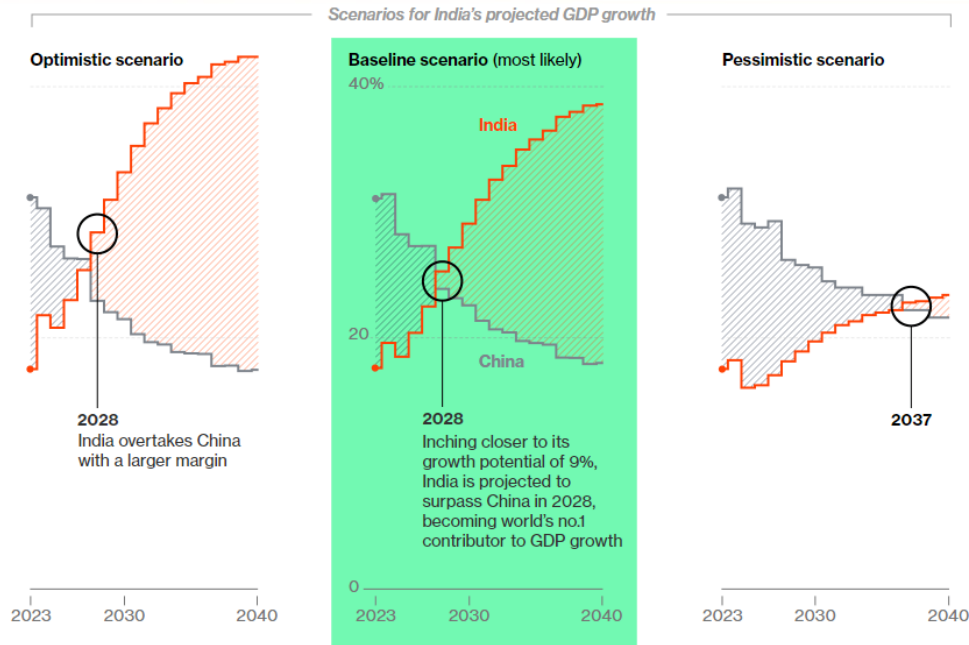 Scenarios for India's projected GDP growth
Optimistic scenario
2028
India overtakes China
with a larger margin
2023
2030
2040
Baseline scenario (most likely)
40%
India
20
China
2028
Inching closer to its
growth potential of 9%,
India is projected to
surpass China in 2028,
becoming world's no.1
contributor to GDP growth
0
2023
2030
2040
Pessimistic scenario
2037
2023
2030
2040